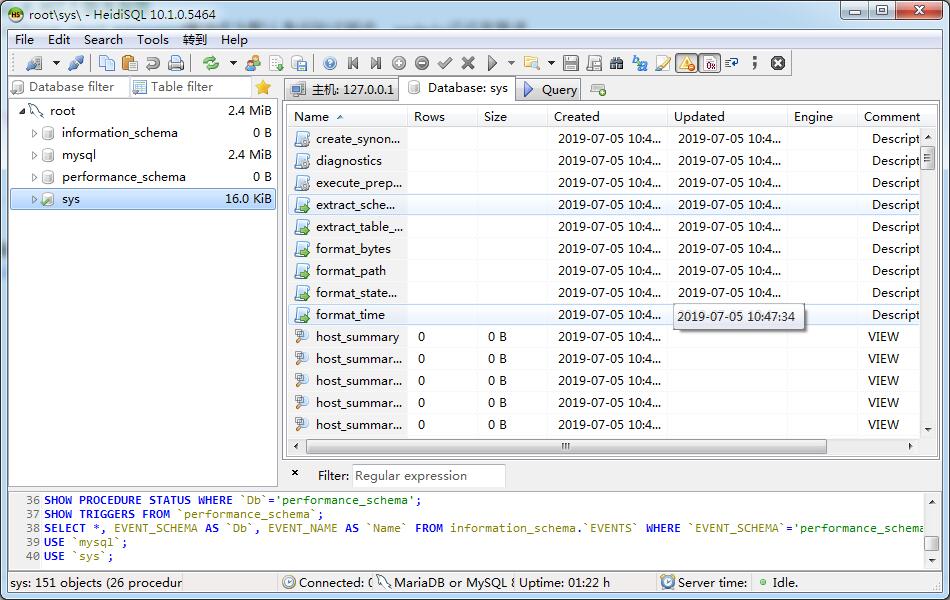 root\sys\ - HeidiSQL 10.1.0.5464
File Edit Search Tools 转到 Help
Database filter Table filter 主机: 127.0.0.1 Database: sys Query
root 2.4 MiB
information_schema 0 B
mysql 2.4 MiB
performance_schema 0 B
sys 16.0 KiB
Name Rows Size Created Updated Engine Comment
create_synon... 2019-07-05 10:4... 2019-07-05 10:4... Descript
diagnostics 2019-07-05 10:4... 2019-07-05 10:4... Descript
execute_prep... 2019-07-05 10:4... 2019-07-05 10:4... Descript
extract_sche... 2019-07-05 10:4... 2019-07-05 10:4... Descript
extract_table_... 2019-07-05 10:4... 2019-07-05 10:4... Descript
format_bytes 2019-07-05 10:4... 2019-07-05 10:4... Descript
format_path 2019-07-05 10:4... 2019-07-05 10:4... Descript
format_state... 2019-07-05 10:4... 2019-07-05 10:4... Descript
format_time 2019-07-05 10:4... 2019-07-05 10:47:34 Descript
host_summary 0 0 B 2019-07-05 10:4... VIEW
host_summar... 0 0 B 2019-07-05 10:4... VIEW
host_summar... 0 0 B 2019-07-05 10:4... VIEW
host_summar... 0 0 B 2019-07-05 10:4... VIEW
host_summar... 0 0 B 2019-07-05 10:4... VIEW
Filter: Regular expression
36 SHOW PROCEDURE STATUS WHERE `Db`='performance_schema';
37 SHOW TRIGGERS FROM `performance_schema`;
38 SELECT *, EVENT_SCHEMA AS `Db`, EVENT_NAME AS `Name` FROM information_schema.`EVENTS` WHERE `EVENT_SCHEMA`='performance_schema
39 USE `mysql`;
40 USE `sys`;
sys: 151 objects (26 procedur Connected: MariaDB or MySQL Uptime: 01:22 h Server time: Idle.